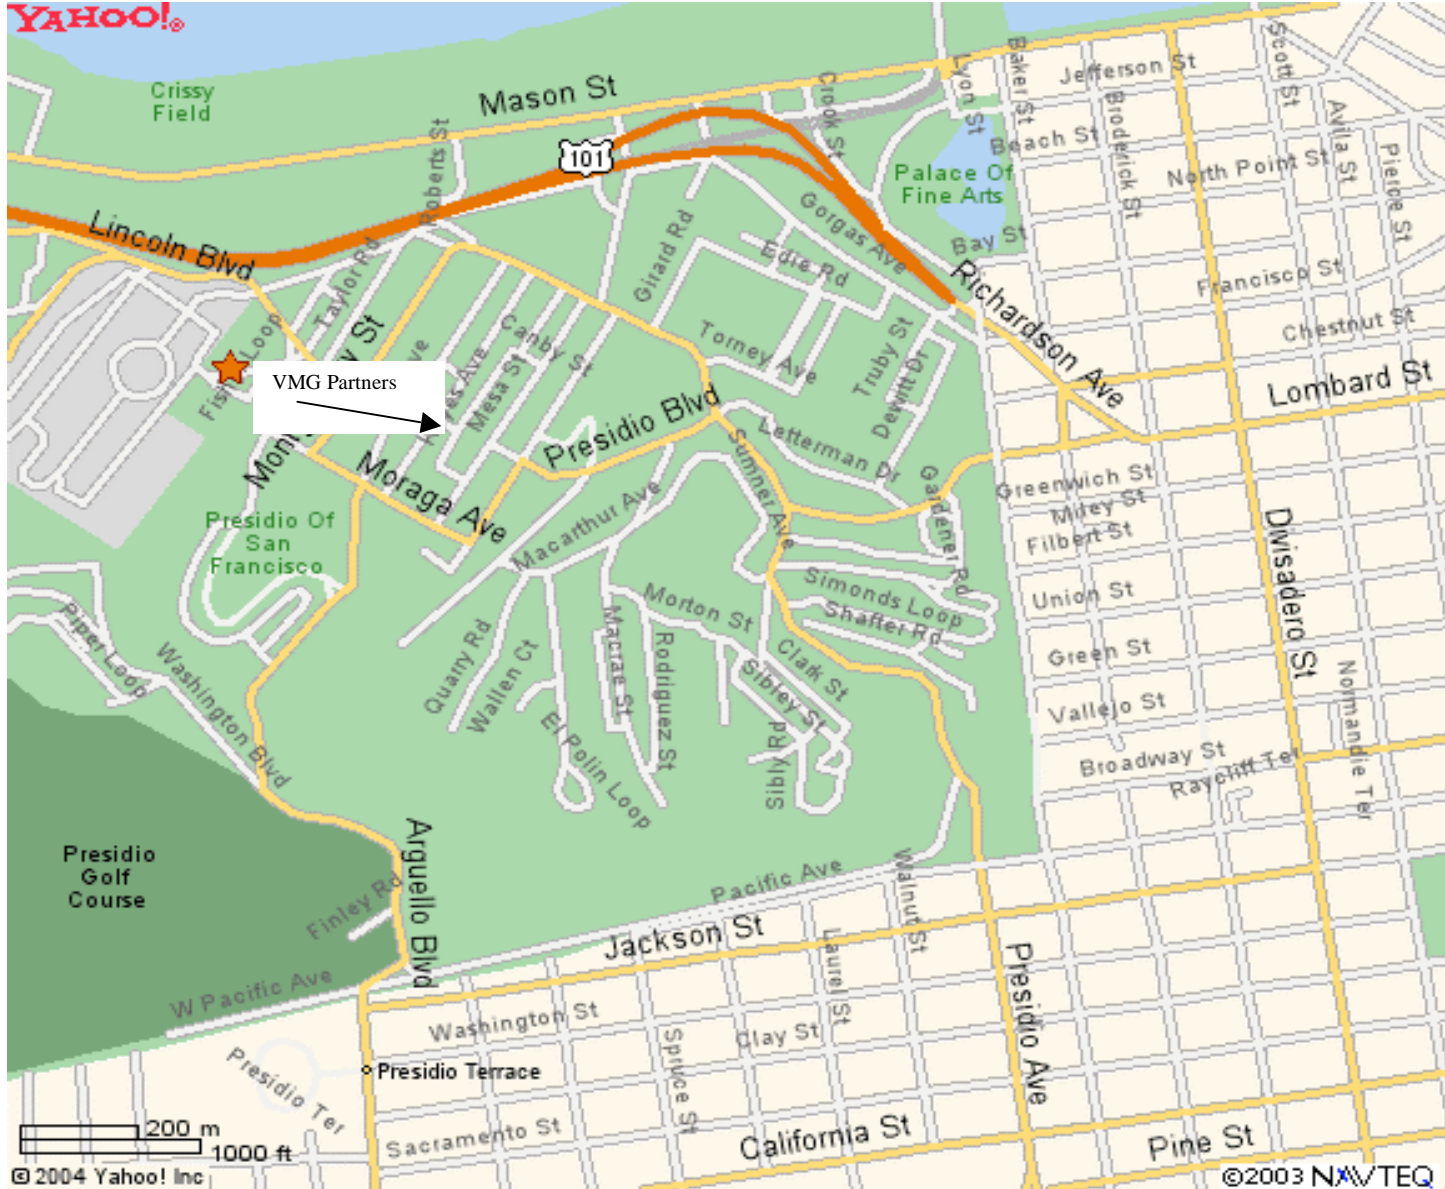 YAHOO!®
Crissy
Field
Mason St
101
Crook St
Lyon St
Baker St
Jefferson St
Scott St
Avila St
Pierce St
Broderick St
Beach St
North Point St
Palace Of
Fine Arts
Bay St
Francisco St
Chestnut St
Roberts St
Lincoln Blvd
Taylor Rd
Girard Rd
Gorgas Ave
Edie Rd
Richardson Ave
Lombard St
Canby St
Mesa St
Torney Ave
Truby St
Dewitt Dr
VMG Partners
Loop
Ave
Presidio Blvd
Letterman Dr
Sumner Ave
Moraga Ave
Macarthur Ave
Gardener Rd
Greenwich St
Miley St
Filbert St
Divisadero St
Presidio Of
San
Francisco
Union St
Simonds Loop
Shafter Rd
Morton St
Green St
Piper Loop
Washington Blvd
Quarry Rd
Wallen Ct
El Polin Loop
Macrae St
Rodriguez St
Clark St
Sibley St
Sibly Rd
Vallejo St
Broadway St
Raycliff Ter
Normandie Ter
Presidio
Golf
Course
Arguello Blvd
Finley Rd
W Pacific Ave
Pacific Ave
Walnut St
Jackson St
Laurel St
Presidio Ave
Washington St
Clay St
Spruce St
Presidio Ter
Presidio Terrace
Sacramento St
California St
Pine St
200 m
1000 ft
© 2004 Yahoo! Inc
©2003 NAVTEQ